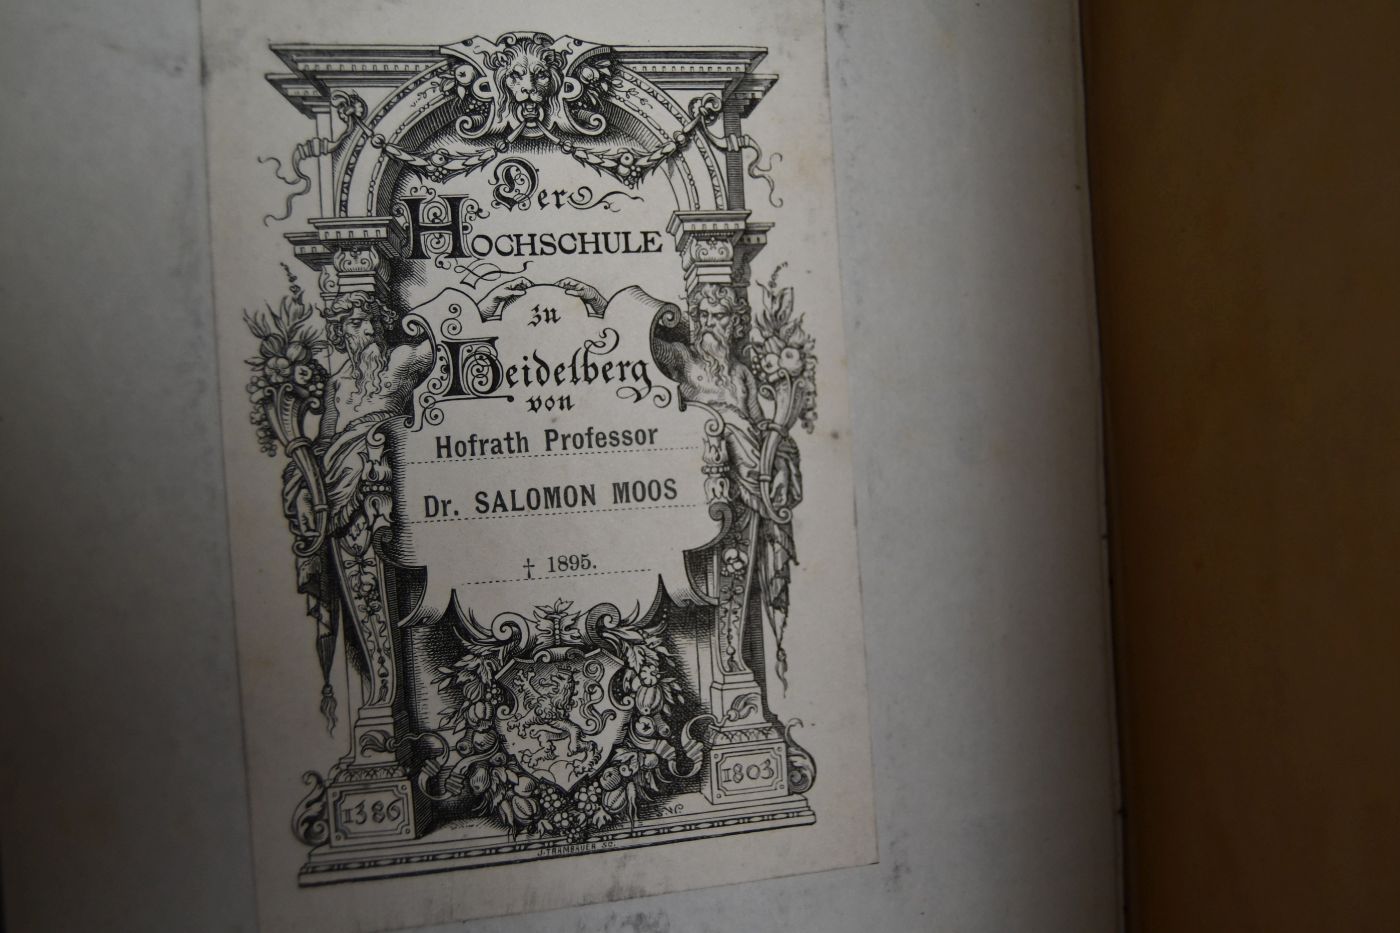 Der
HOCHSCHULE
zu
Heidelberg
von
Hofrath Professor
Dr. SALOMON MOOS
† 1895.
1386
1803